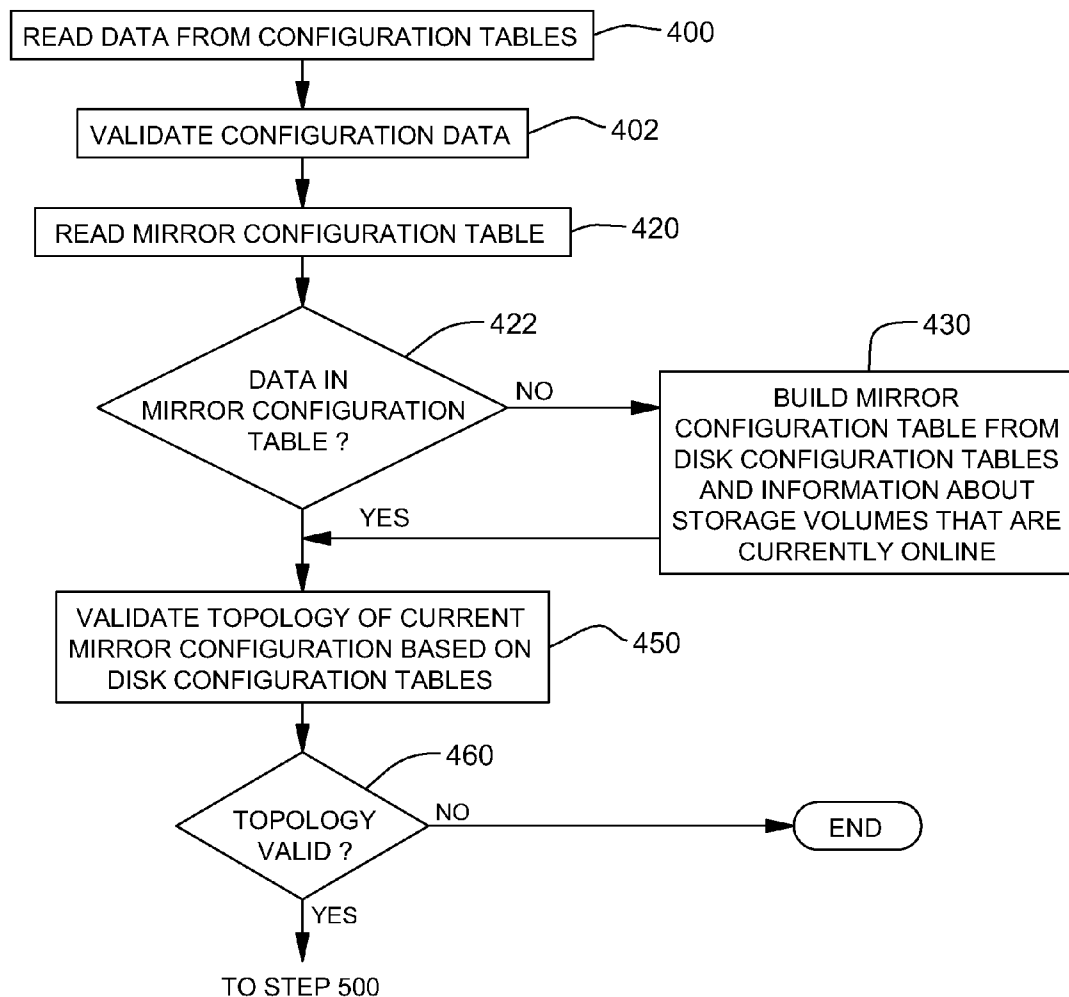 READ DATA FROM CONFIGURATION TABLES
400
VALIDATE CONFIGURATION DATA
402
READ MIRROR CONFIGURATION TABLE
420
422
DATA IN
MIRROR CONFIGURATION
TABLE ?
NO
430
BUILD MIRROR
CONFIGURATION TABLE FROM
DISK CONFIGURATION TABLES
AND INFORMATION ABOUT
STORAGE VOLUMES THAT ARE
CURRENTLY ONLINE
YES
VALIDATE TOPOLOGY OF CURRENT
MIRROR CONFIGURATION BASED ON
DISK CONFIGURATION TABLES
450
460
TOPOLOGY
VALID ?
NO
END
YES
TO STEP 500